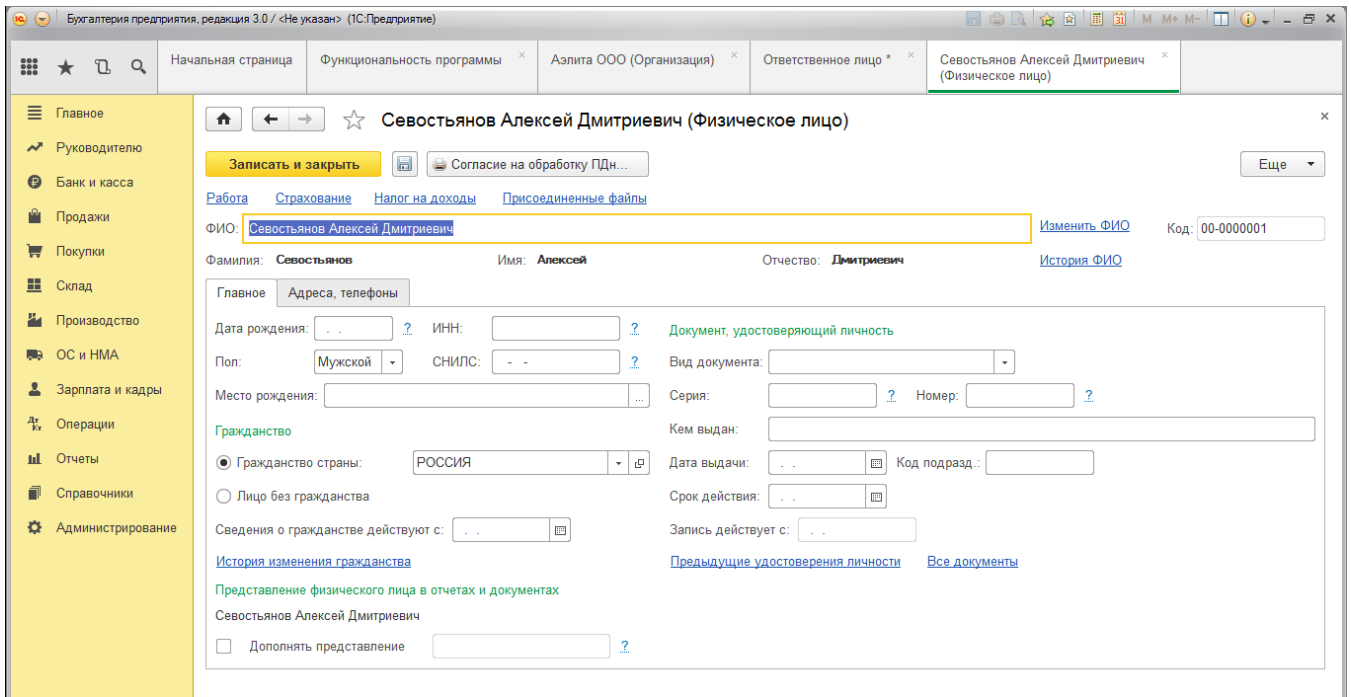 Бухгалтерия предприятия, редакция 3.0 / <Не указан> (1С:Предприятие) M M+ M-
Начальная страница Функциональность программы Аэлита ООО (Организация) Ответственное лицо * Севостьянов Алексей Дмитриевич
(Физическое лицо)
Главное
Руководителю
Банк и касса
Продажи
Покупки
Склад
Производство
ОС и НМА
Зарплата и кадры
Операции
Отчеты
Справочники
Администрирование
Севостьянов Алексей Дмитриевич (Физическое лицо)
Записать и закрыть Согласие на обработку ПДн... Еще
Работа Страхование Налог на доходы Присоединенные файлы
ФИО: Севостьянов Алексей Дмитриевич Изменить ФИО Код: 00-0000001
Фамилия: Севостьянов Имя: Алексей Отчество: Дмитриевич История ФИО
Главное Адреса, телефоны
Дата рождения: . . ? ИНН: ? Документ, удостоверяющий личность
Пол: Мужской СНИЛС: - - ? Вид документа:
Место рождения: ... Серия: ? Номер: ?
Гражданство Кем выдан:
Гражданство страны: РОССИЯ Дата выдачи: . . Код подразд.:
Лицо без гражданства Срок действия: . .
Сведения о гражданстве действуют с: . . Запись действует с: . .
История изменения гражданства Предыдущие удостоверения личности Все документы
Представление физического лица в отчетах и документах
Севостьянов Алексей Дмитриевич
Дополнять представление ?